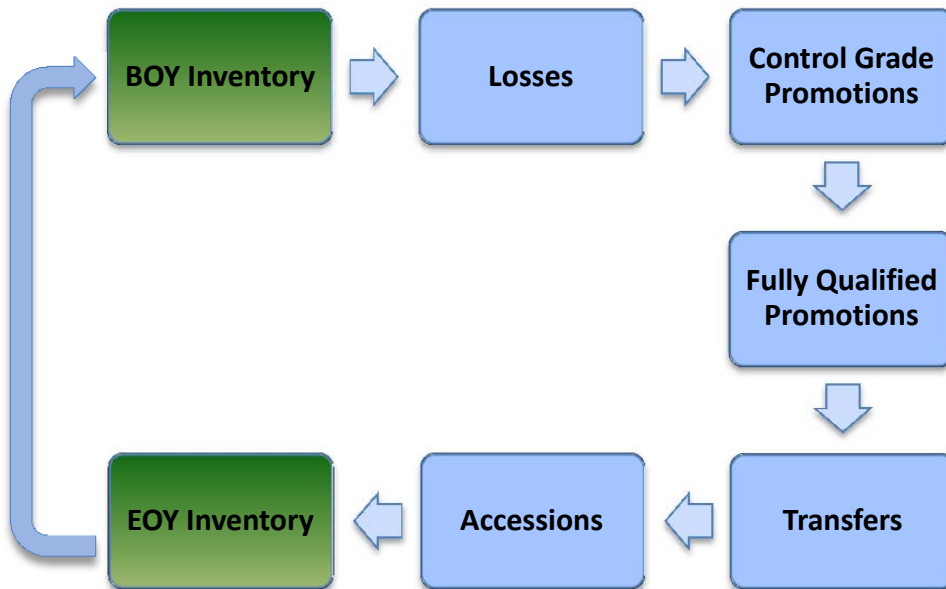 BOY Inventory
Losses
Control Grade
Promotions
Fully Qualified
Promotions
Transfers
Accessions
EOY Inventory